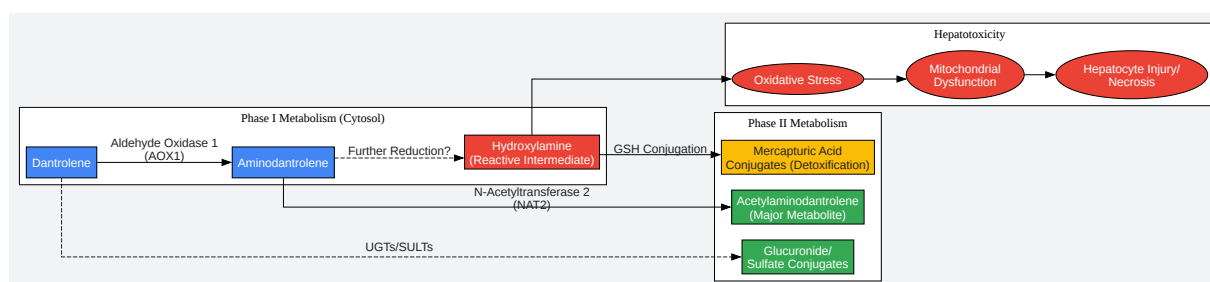 Hepatotoxicity
Oxidative Stress
Mitochondrial
Dysfunction
Hepatocyte Injury/
Necrosis
Phase I Metabolism (Cytosol)
Dantrolene
Aldehyde Oxidase 1
(AOX1)
Aminodantrolene
Further Reduction?
Hydroxylamine
(Reactive Intermediate)
GSH Conjugation
N-Acetyltransferase 2
(NAT2)
UGTs/SULTs
Phase II Metabolism
Mercapturic Acid
Conjugates (Detoxification)
Acetylaminodantrolene
(Major Metabolite)
Glucuronide/
Sulfate Conjugates